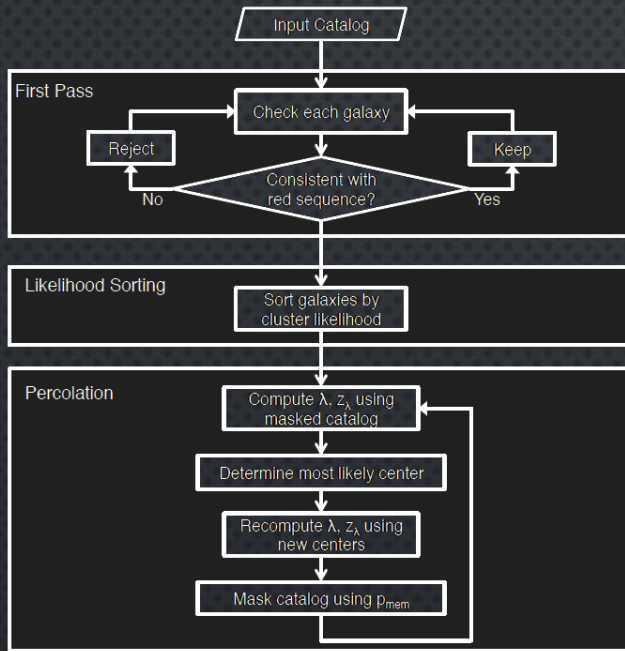 Input Catalog
First Pass
Check each galaxy
Reject
Keep
Consistent with
red sequence?
No
Yes
Likelihood Sorting
Sort galaxies by
cluster likelihood
Percolation
Compute λ, zλ using
masked catalog
Determine most likely center
Recompute λ, zλ using
new centers
Mask catalog using pmem